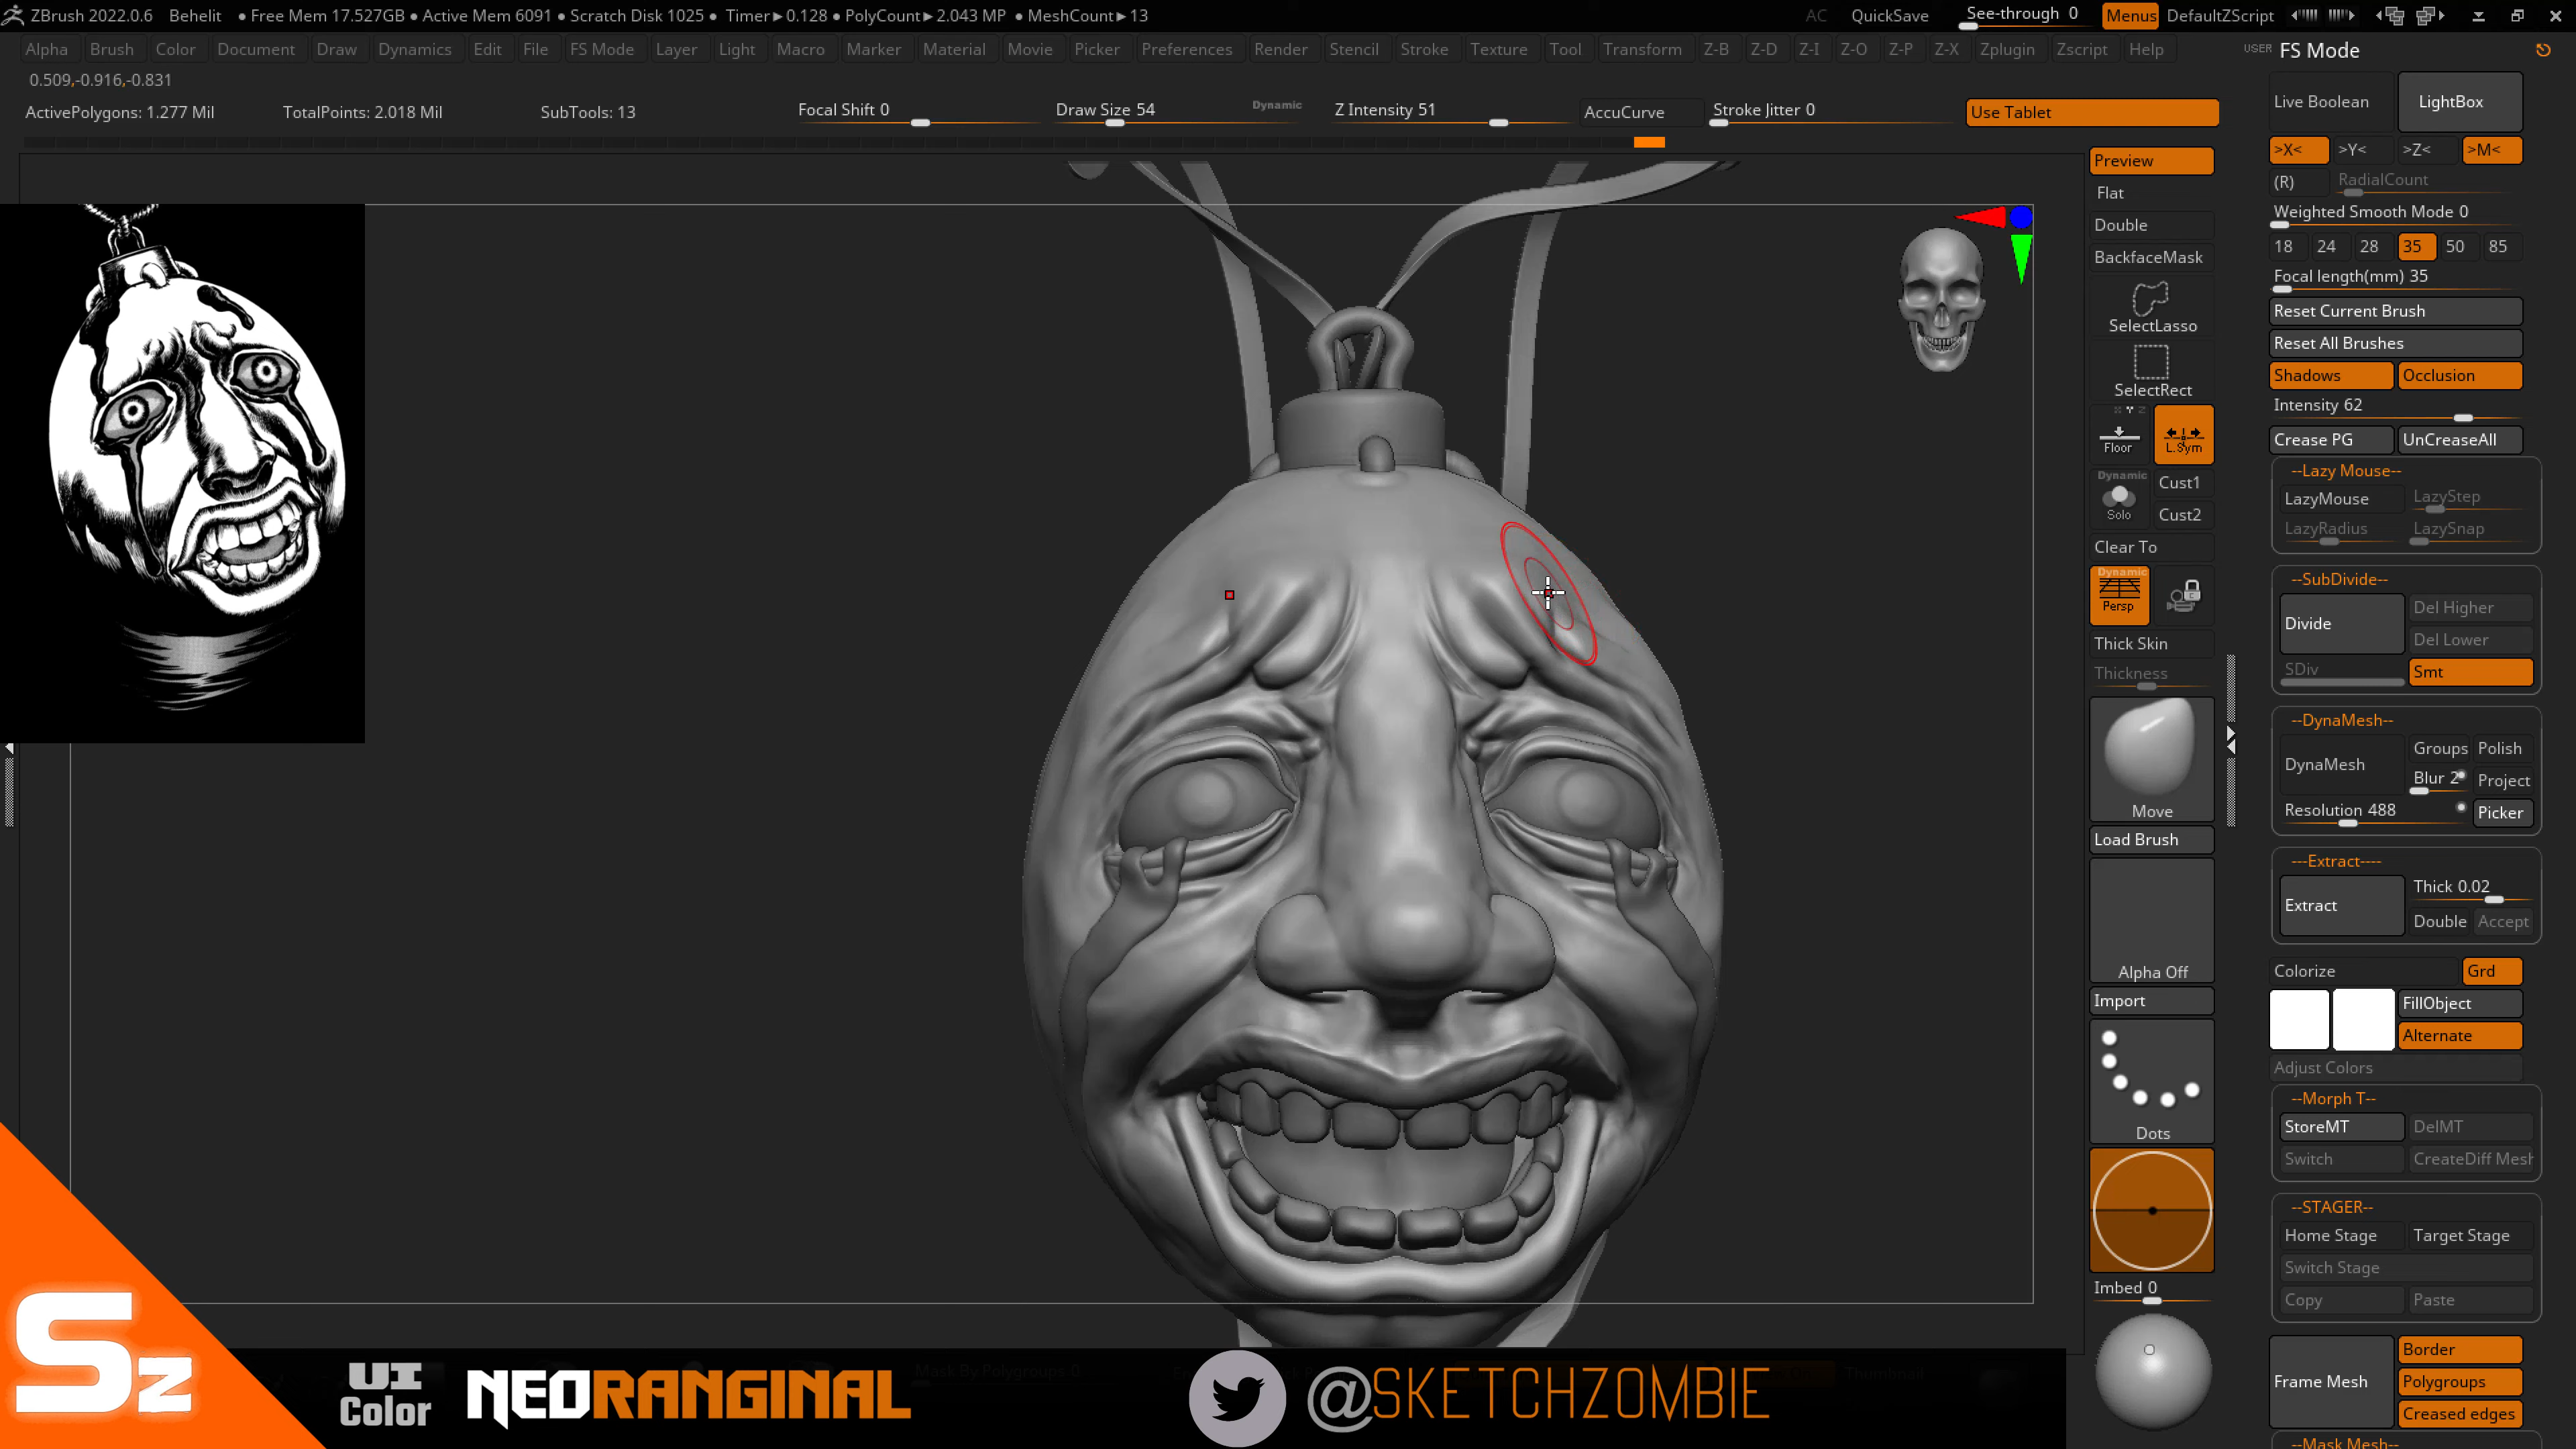 ZBrush 2022.0.6 Behelit ● Free Mem 17.527GB ● Active Mem 6091 ● Scratch Disk 1025 ● Timer►0.128 ● PolyCount►2.043 MP ● MeshCount►13 AC QuickSave See-through 0 Menus DefaultZScript
Alpha Brush Color Document Draw Dynamics Edit File FS Mode Layer Light Macro Marker Material Movie Picker Preferences Render Stencil Stroke Texture Tool Transform Z-B Z-D Z-I Z-O Z-P Z-X Zplugin Zscript Help
USER FS Mode
0.509,-0.916,-0.831
ActivePolygons: 1.277 Mil TotalPoints: 2.018 Mil SubTools: 13 Focal Shift 0 Draw Size 54 Dynamic Z Intensity 51 AccuCurve Stroke Jitter 0 Use Tablet
Preview
Flat
Double
BackfaceMask
SelectLasso
SelectRect
Floor L.Sym
Dynamic
Solo
Cust1
Cust2
Clear To
Dynamic
Persp
Thick Skin
Thickness
Move
Load Brush
Alpha Off
Import
Dots
Imbed 0
Live Boolean LightBox
>X< >Y< >Z< >M<
(R) RadialCount
Weighted Smooth Mode 0
18 24 28 35 50 85
Focal length(mm) 35
Reset Current Brush
Reset All Brushes
Shadows Occlusion
Intensity 62
Crease PG UnCreaseAll
--Lazy Mouse--
LazyMouse LazyStep
LazyRadius LazySnap
--SubDivide--
Divide Del Higher
Del Lower
SDiv Smt
--DynaMesh--
DynaMesh Groups Polish
Blur 2 Project
Resolution 488 Picker
---Extract----
Extract Thick 0.02
Double Accept
Colorize Grd
FillObject
Alternate
Adjust Colors
--Morph T--
StoreMT DelMT
Switch CreateDiff Mesh
--STAGER--
Home Stage Target Stage
Switch Stage
Copy Paste
Frame Mesh Border
Polygroups
Creased edges
--Mask Mesh--
Mask By Polygroups 0
Thumbnail
Sz
UI Color NEORANGINAL @SKETCHZOMBIE